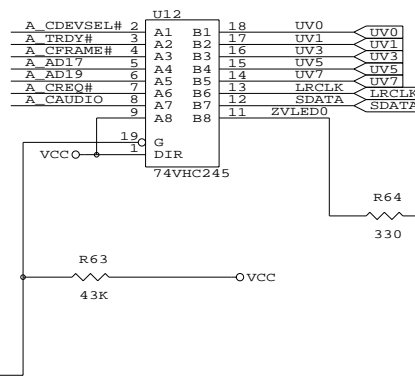 U12
A_CDEVSEL# 2 A1 B1 18 UV0 UV0
A_TRDY# 3 A2 B2 17 UV1 UV1
A_CFRAME# 4 A3 B3 16 UV3 UV3
A_AD17 5 A4 B4 15 UV5 UV5
A_AD19 6 A5 B5 14 UV7 UV7
A_CREQ# 7 A6 B6 13 LRCLK LRCLK
A_CAUDIO 8 A7 B7 12 SDATA SDATA
9 A8 B8 11 ZVLED0
19 G
VCC 1 DIR
74VHC245
R64
330
R63
VCC
43K